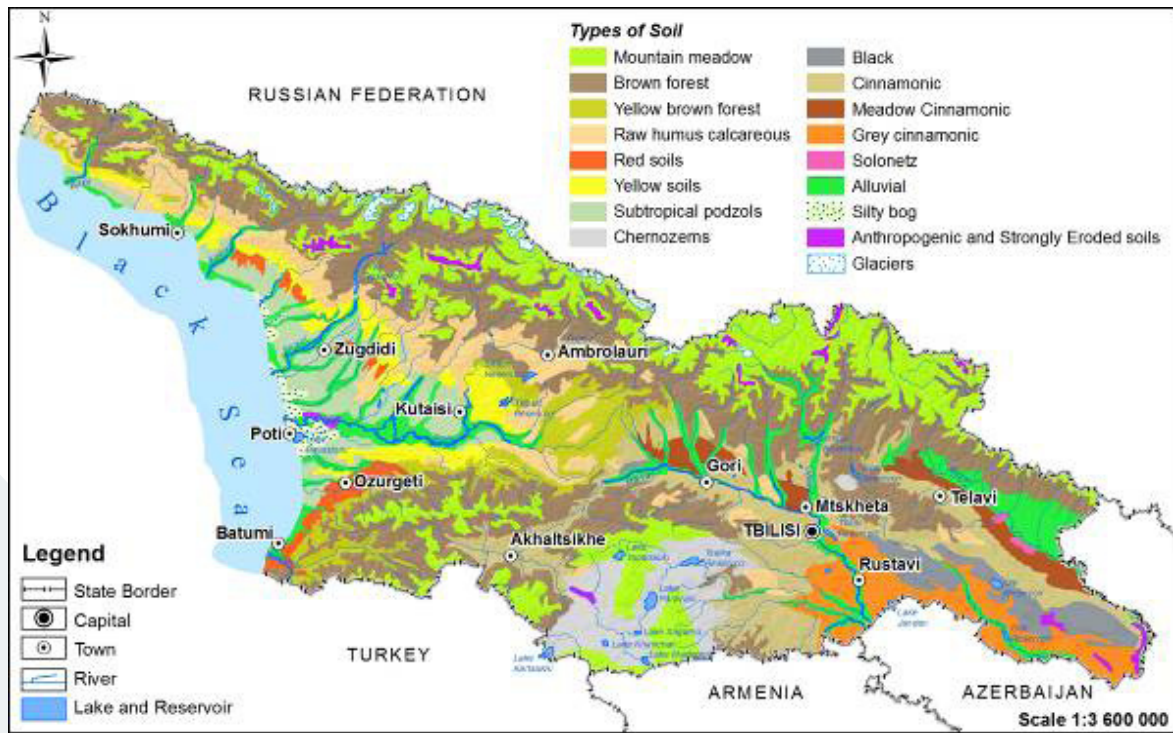 N
Types of Soil
Mountain meadow
Brown forest
Yellow brown forest
Raw humus calcareous
Red soils
Yellow soils
Subtropical podzols
Chernozems
Black
Cinnamonic
Meadow Cinnamonic
Grey cinnamonic
Solonetz
Alluvial
Silty bog
Anthropogenic and Strongly Eroded soils
Glaciers
RUSSIAN FEDERATION
Black Sea
Sokhumi
Zugdidi
Ambrolauri
Kutaisi
Poti
Ozurgeti
Batumi
Akhaltsikhe
Gori
Mtskheta
TBILISI
Telavi
Rustavi
TURKEY
ARMENIA
AZERBAIJAN
Legend
State Border
Capital
Town
River
Lake and Reservoir
Scale 1:3 600 000